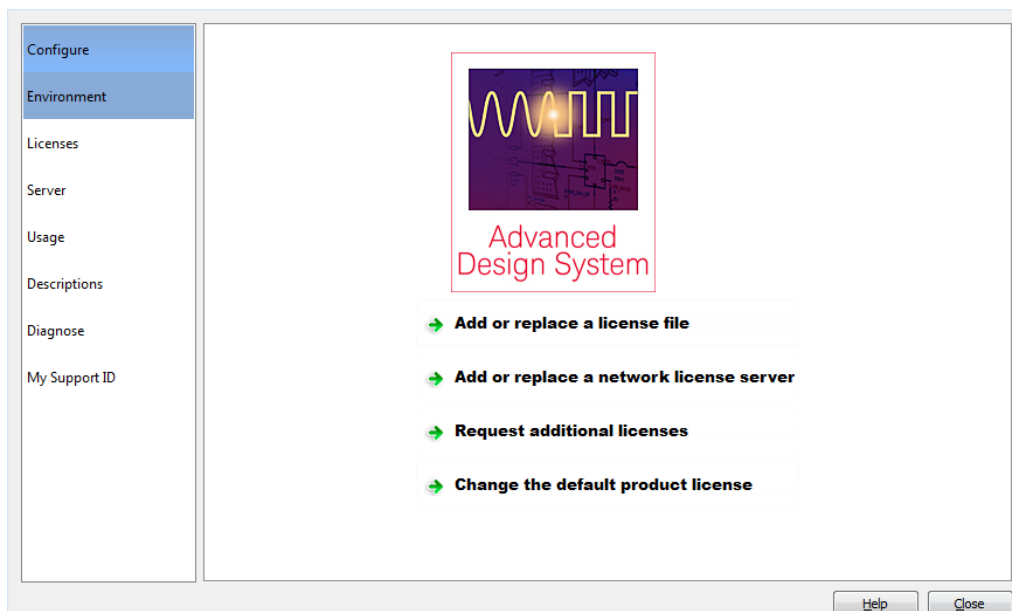 Configure
Environment
Licenses
Server
Usage
Descriptions
Diagnose
My Support ID
Advanced
Design System
Add or replace a license file
Add or replace a network license server
Request additional licenses
Change the default product license
Help
Close